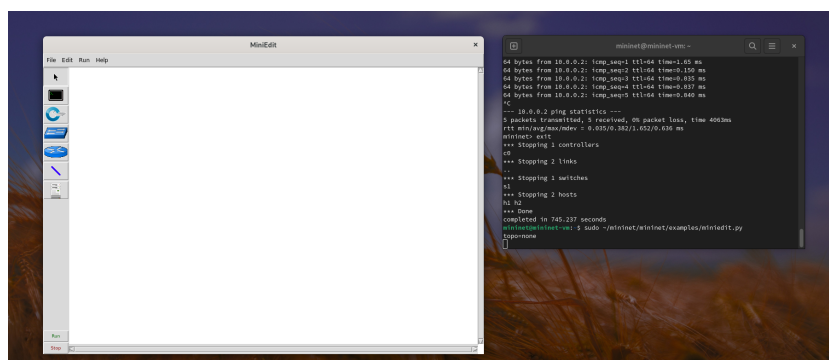 MiniEdit
×
File Edit Run Help
Run
Stop
mininet@mininet-vm: ~
×
64 bytes from 10.0.0.2: icmp_seq=1 ttl=64 time=1.65 ms
64 bytes from 10.0.0.2: icmp_seq=2 ttl=64 time=0.150 ms
64 bytes from 10.0.0.2: icmp_seq=3 ttl=64 time=0.035 ms
64 bytes from 10.0.0.2: icmp_seq=4 ttl=64 time=0.037 ms
64 bytes from 10.0.0.2: icmp_seq=5 ttl=64 time=0.040 ms
^C
--- 10.0.0.2 ping statistics ---
5 packets transmitted, 5 received, 0% packet loss, time 4063ms
rtt min/avg/max/mdev = 0.035/0.382/1.652/0.636 ms
mininet> exit
*** Stopping 1 controllers
c0
*** Stopping 2 links
..
*** Stopping 1 switches
s1
*** Stopping 2 hosts
h1 h2
*** Done
completed in 745.237 seconds
mininet@mininet-vm:~$ sudo ~/mininet/mininet/examples/miniedit.py
topo=none